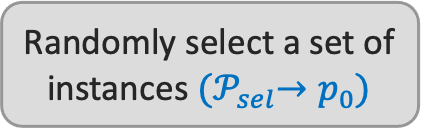 Randomly select a set of
instances (𝒫ₛₑₗ→ p₀)